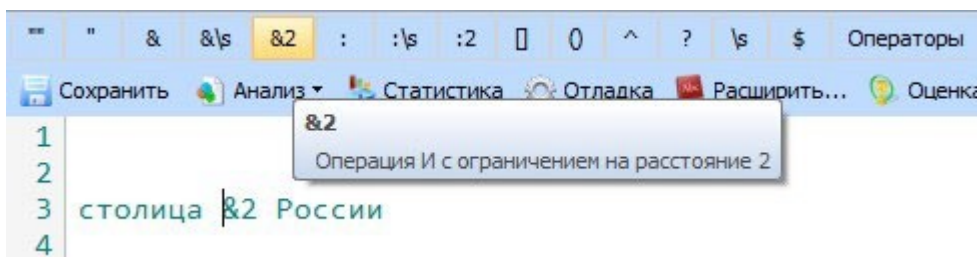 "" " & &\s &2 : :\s :2 [] () ^ ? \s $ Операторы
Сохранить Анализ Статистика Отладка Расширить... Оценка
&2
Операция И с ограничением на расстояние 2
1
2
3 столица &2 России
4